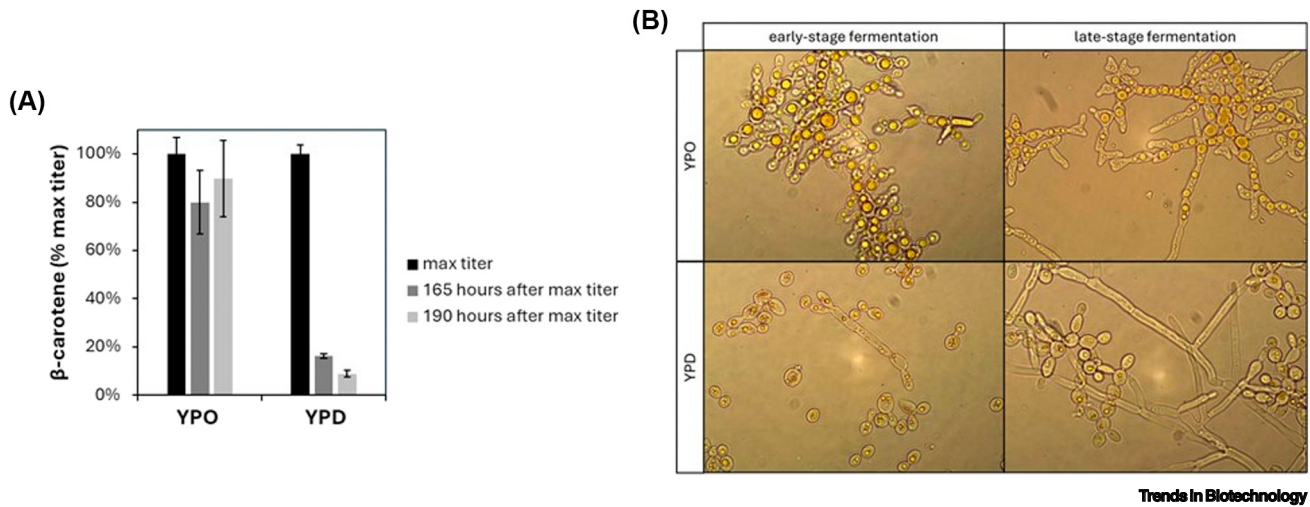 (A)
β-carotene (% max titer)
100%
80%
60%
40%
20%
0%
YPO
YPD
max titer
165 hours after max titer
190 hours after max titer
(B)
early-stage fermentation
late-stage fermentation
YPO
YPD
Trends in Biotechnology